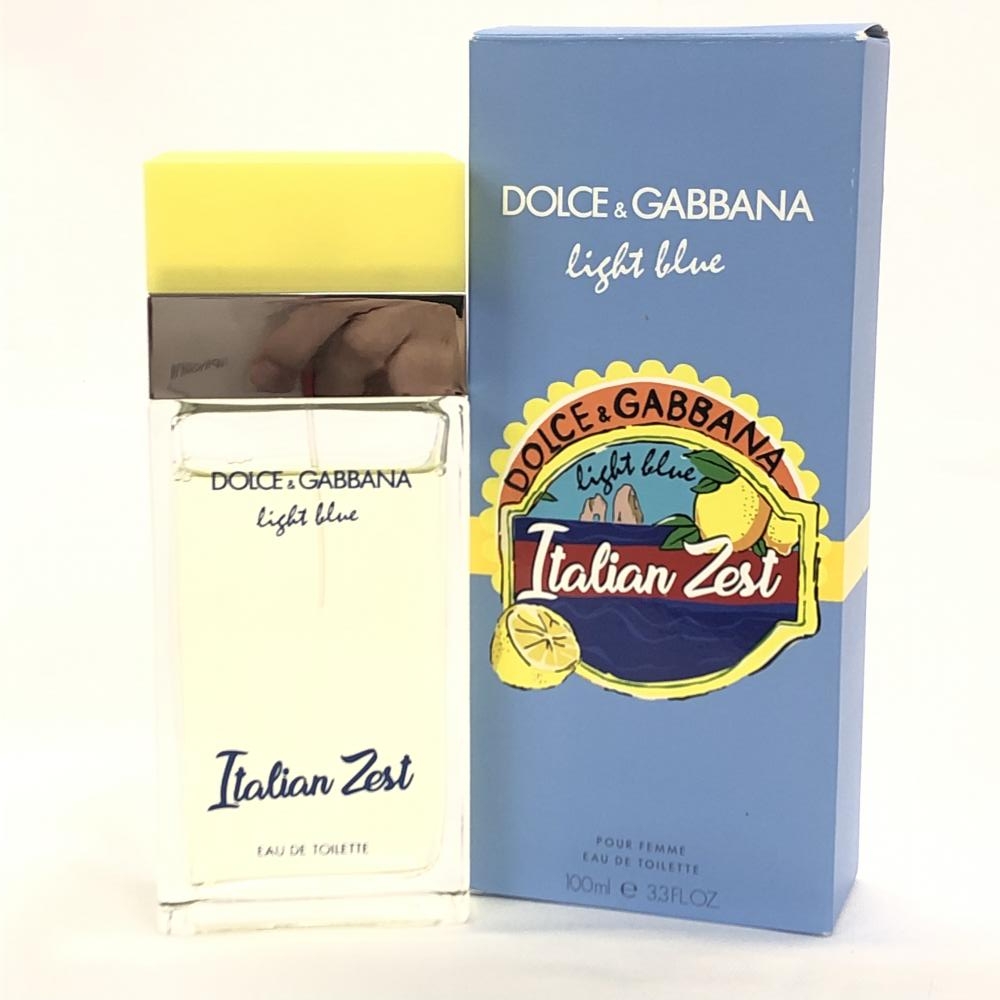 DOLCE & GABBANA
light blue
Italian Zest
EAU DE TOILETTE
DOLCE & GABBANA
light blue
DOLCE & GABBANA
light blue
Italian Zest
POUR FEMME
EAU DE TOILETTE
100ml ℮ 3.3FL.OZ